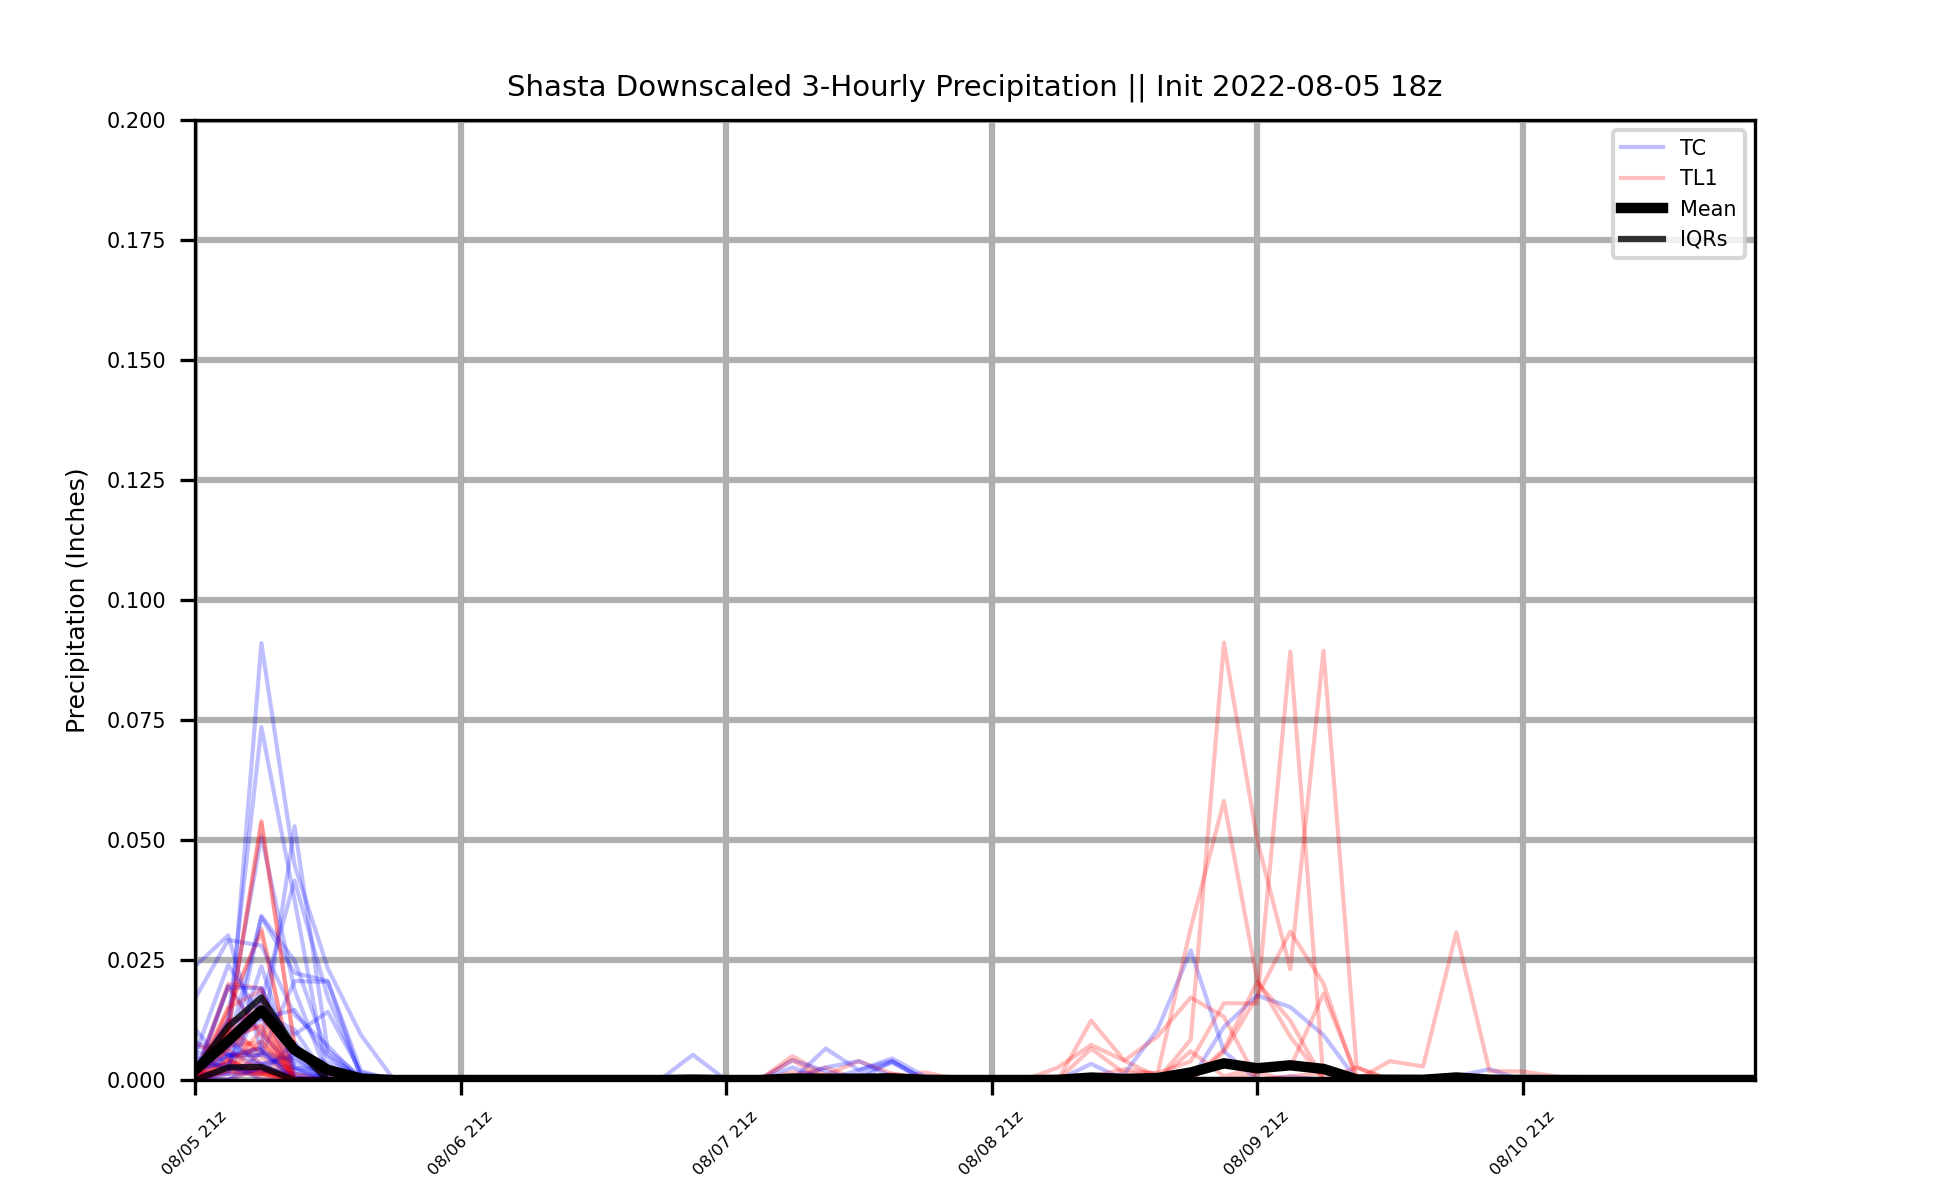 Shasta Downscaled 3-Hourly Precipitation || Init 2022-08-05 18z
0.200
0.175
0.150
0.125
0.100
0.075
0.050
0.025
0.000
Precipitation (Inches)
TC
TL1
Mean
IQRs
08/05 21z
08/06 21z
08/07 21z
08/08 21z
08/09 21z
08/10 21z